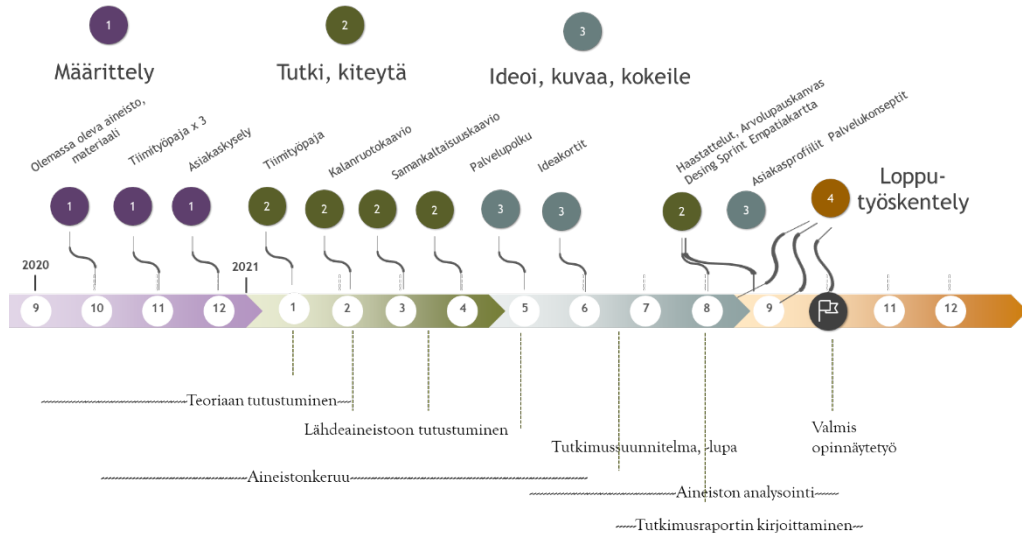 1
2
3
Määrittely
Tutki, kiteytä
Ideoi, kuvaa, kokeile
Olemassa oleva aineisto,
materiaali
Tiimityöpaja x 3
Asiakaskysely
Tiimityöpaja
Kalanruotokaavio
Samankaltaisuuskaavio
Palvelupolku
Ideakortit
Haastattelut, Arvolupauskanvas
Desing Sprint Empatiakartta
Asiakasprofiilit Palvelukonseptit
Loppu-
työskentely
1 1 1 2 2 2 2 3 3 2 3 4
2020
2021
9 10 11 12 1 2 3 4 5 6 7 8 9 11 12
Teoriaan tutustuminen
Lähdeaineistoon tutustuminen
Tutkimussuunnitelma, -lupa
Valmis
opinnäytetyö
Aineistonkeruu
Aineiston analysointi
Tutkimusraportin kirjoittaminen